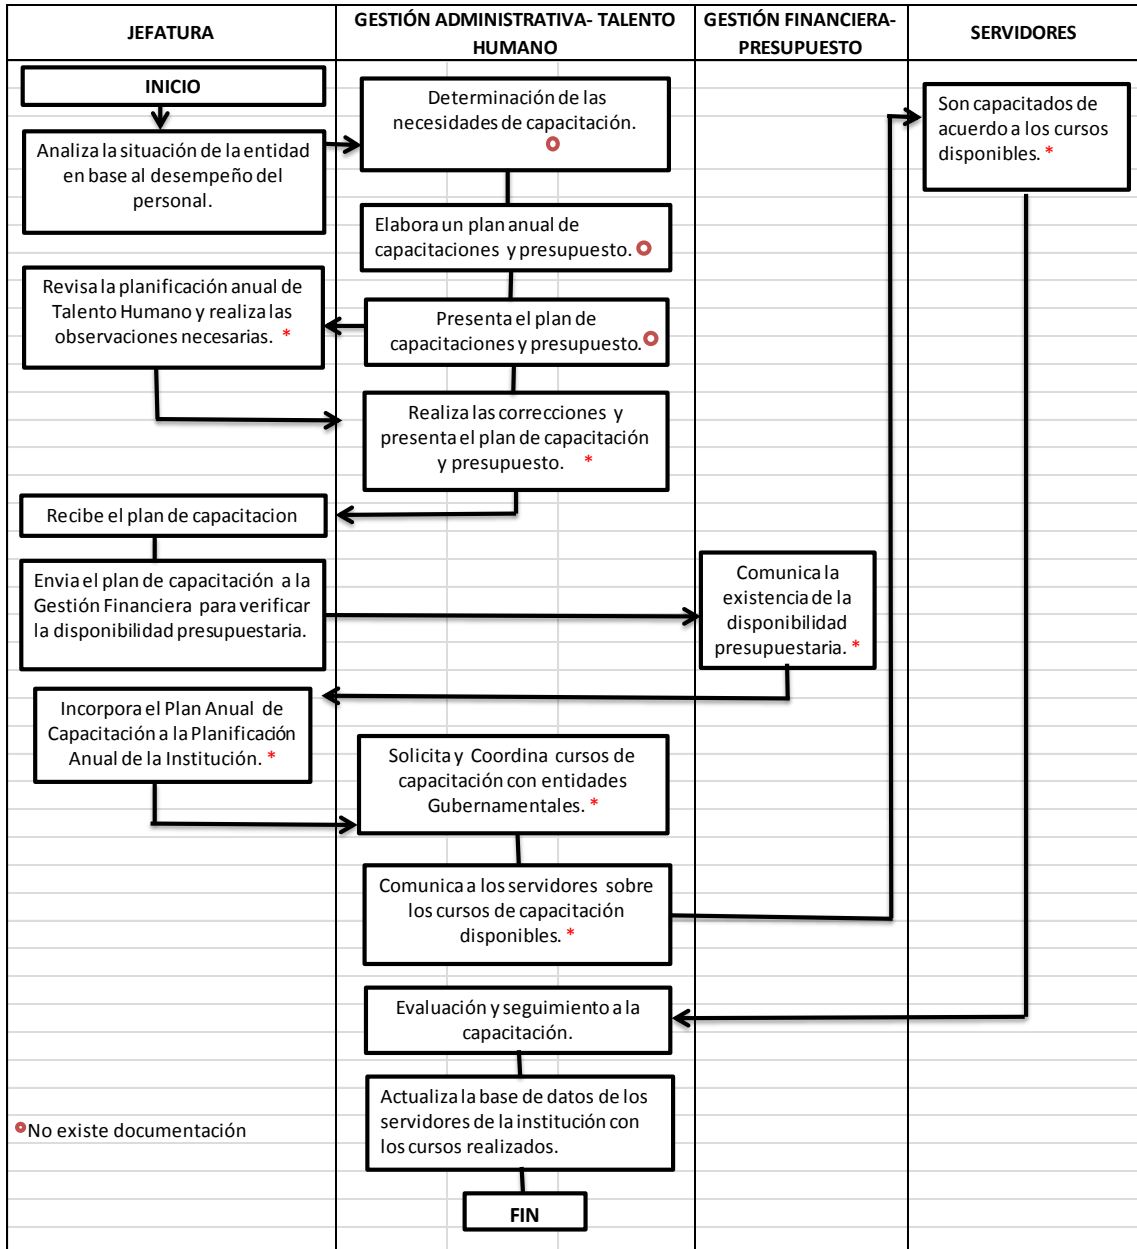 JEFATURA
GESTIÓN ADMINISTRATIVA- TALENTO
HUMANO
GESTIÓN FINANCIERA-
PRESUPUESTO
SERVIDORES
INICIO
Analiza la situación de la entidad
en base al desempeño del
personal.
Determinación de las
necesidades de capacitación.
Son capacitados de
acuerdo a los cursos
disponibles. *
Elabora un plan anual de
capacitaciones y presupuesto.
Revisa la planificación anual de
Talento Humano y realiza las
observaciones necesarias. *
Presenta el plan de
capacitaciones y presupuesto.
Realiza las correcciones y
presenta el plan de capacitación
y presupuesto. *
Recibe el plan de capacitacion
Envia el plan de capacitación a la
Gestión Financiera para verificar
la disponibilidad presupuestaria.
Comunica la
existencia de la
disponibilidad
presupuestaria. *
Incorpora el Plan Anual de
Capacitación a la Planificación
Anual de la Institución. *
Solicita y Coordina cursos de
capacitación con entidades
Gubernamentales. *
Comunica a los servidores sobre
los cursos de capacitación
disponibles. *
Evaluación y seguimiento a la
capacitación.
Actualiza la base de datos de los
servidores de la institución con
los cursos realizados.
No existe documentación
FIN